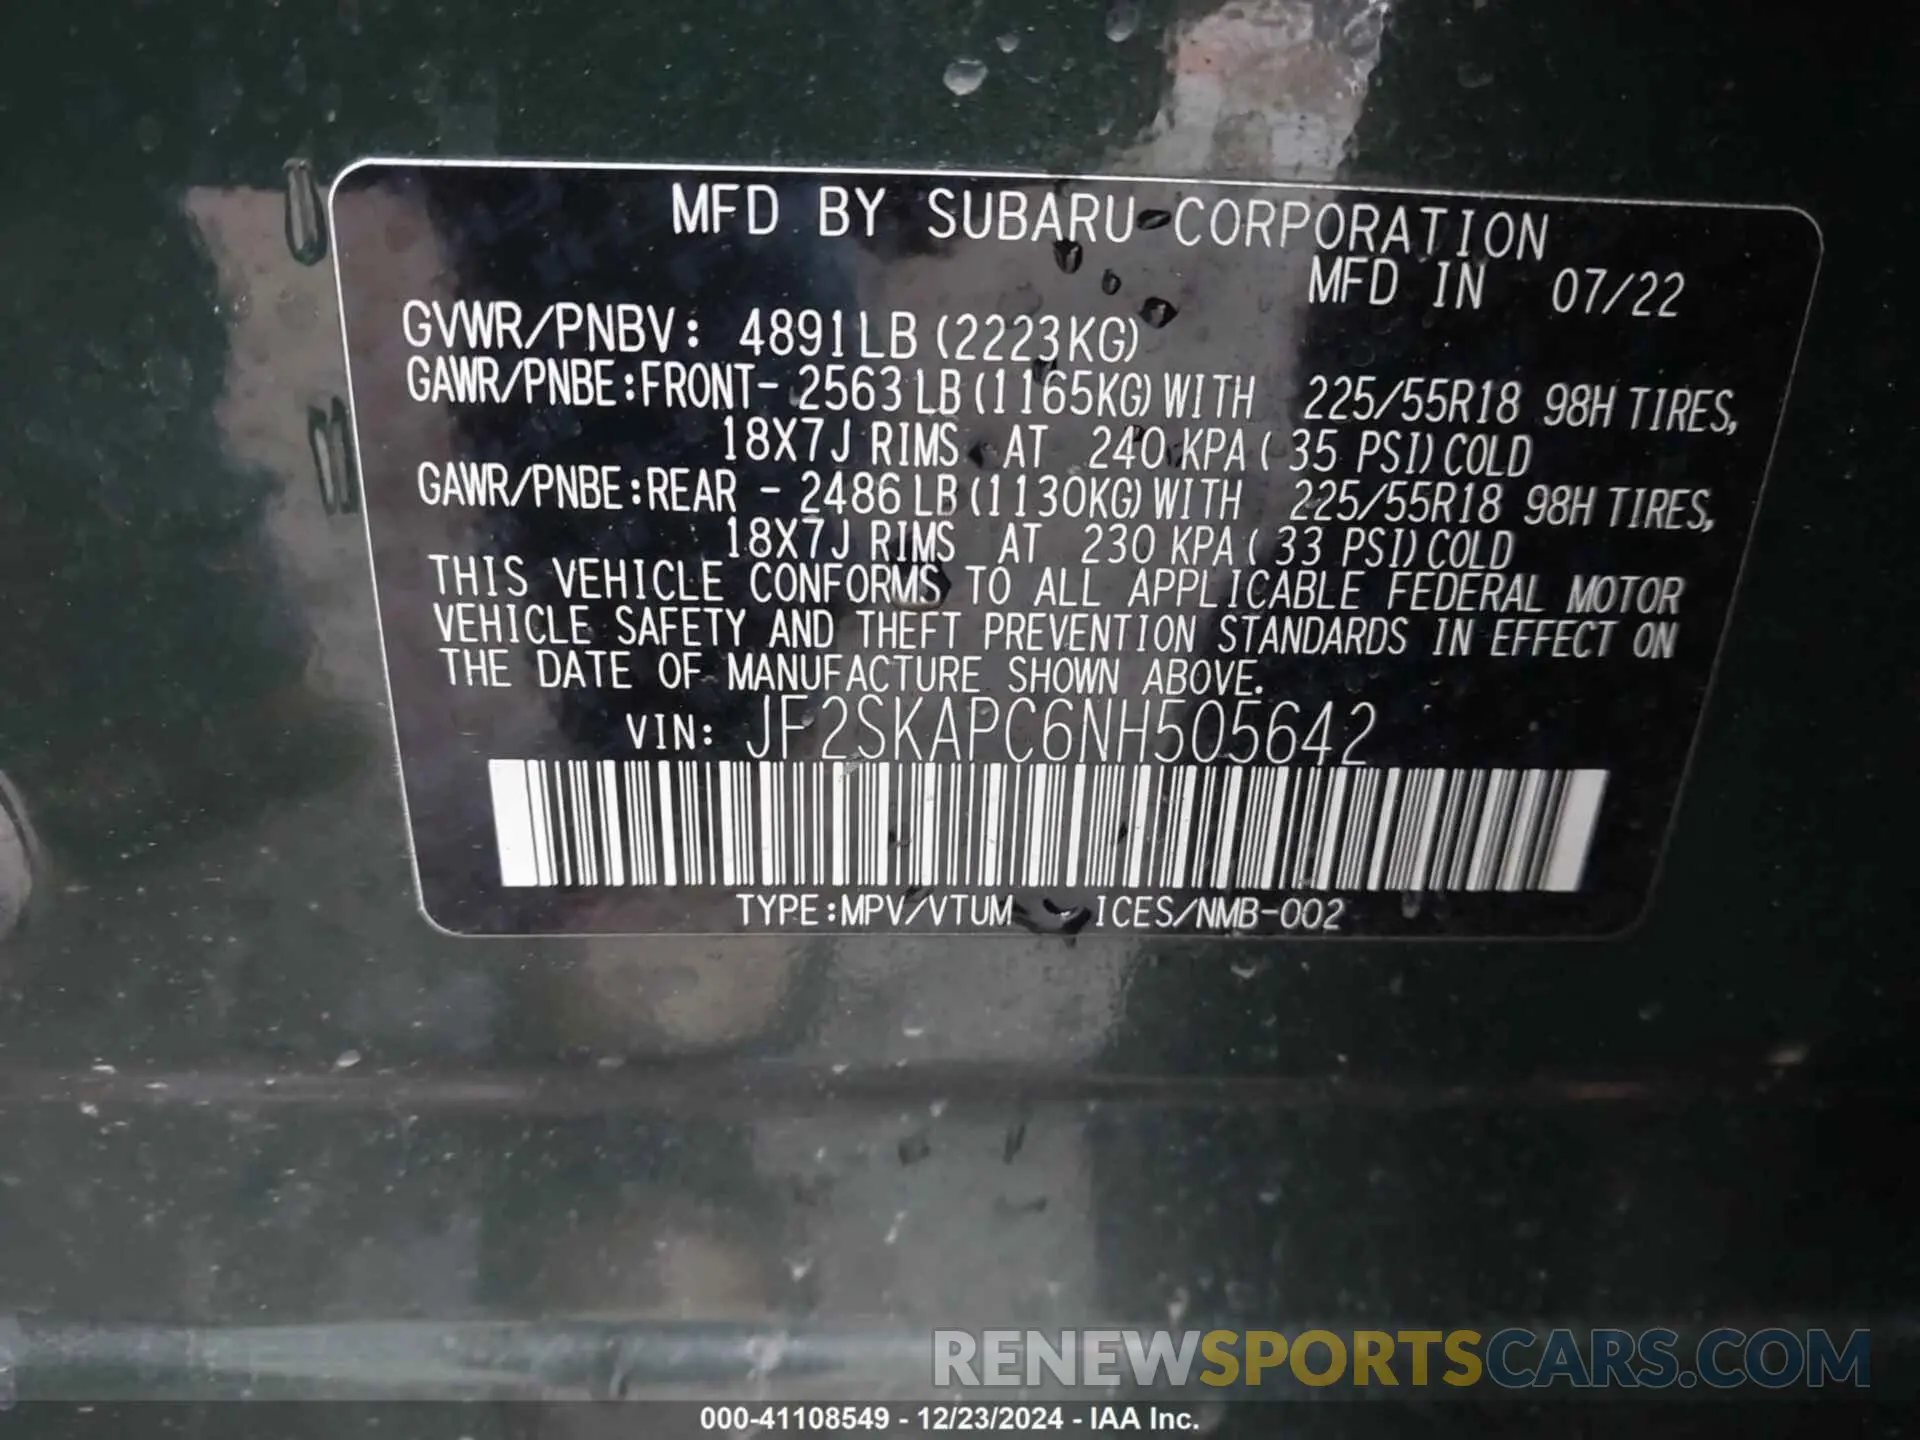 MFD BY SUBARU CORPORATION
MFD IN 07/22
GVWR/PNBV: 4891LB (2223KG)
GAWR/PNBE:FRONT- 2563LB (1165KG) WITH 225/55R18 98H TIRES,
18X7J RIMS AT 240 KPA ( 35 PSI) COLD
GAWR/PNBE:REAR - 2486LB (1130KG) WITH 225/55R18 98H TIRES,
18X7J RIMS AT 230 KPA ( 33 PSI) COLD
THIS VEHICLE CONFORMS TO ALL APPLICABLE FEDERAL MOTOR
VEHICLE SAFETY AND THEFT PREVENTION STANDARDS IN EFFECT ON
THE DATE OF MANUFACTURE SHOWN ABOVE.
VIN: JF2SKAPC6NH505642
TYPE:MPV/VTUM ICES/NMB-002
RENEWSPORTSCARS.COM
000-41108549 - 12/23/2024 - IAA Inc.